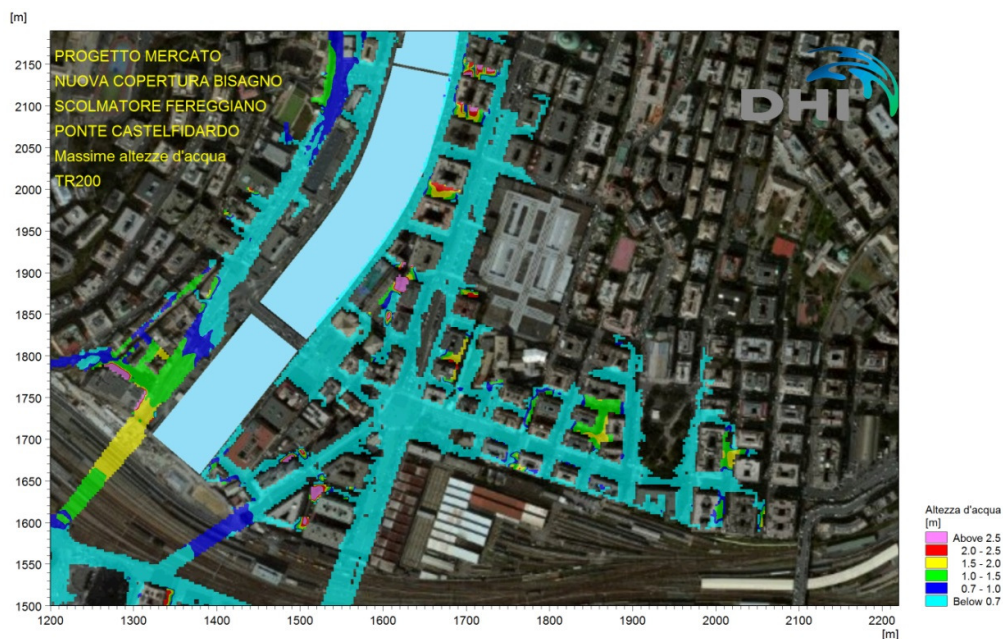 [m]
PROGETTO MERCATO
NUOVA COPERTURA BISAGNO
SCOLMATORE FEREGGIANO
PONTE CASTELFIDARDO
Massime altezze d'acqua
TR200
DHI
2150
2100
2050
2000
1950
1900
1850
1800
1750
1700
1650
1600
1550
1500
1200 1300 1400 1500 1600 1700 1800 1900 2000 2100 2200
[m]
Altezza d'acqua
[m]
Above 2.5
2.0 - 2.5
1.5 - 2.0
1.0 - 1.5
0.7 - 1.0
Below 0.7